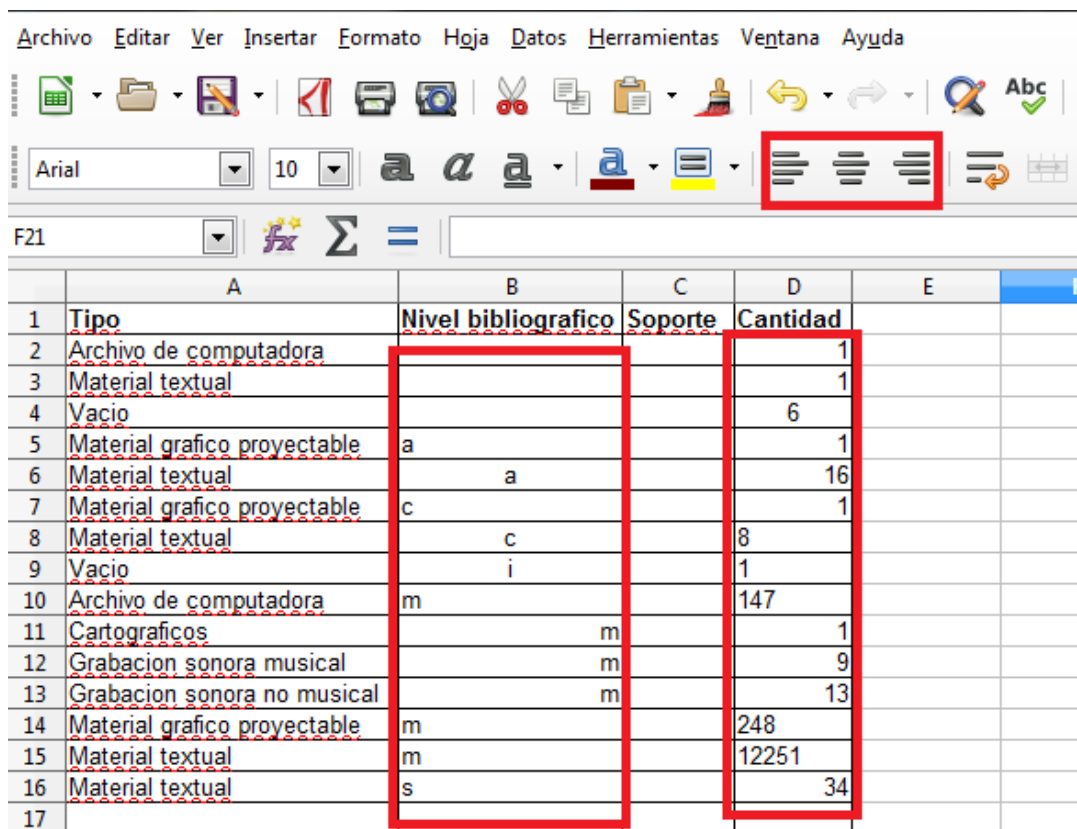 Archivo Editar Ver Insertar Formato Hoja Datos Herramientas Ventana Ayuda
Abc
Arial 10 a a a a
F21 fx Σ =
A B C D E
1 Tipo Nivel bibliografico Soporte Cantidad
2 Archivo de computadora 1
3 Material textual 1
4 Vacio 6
5 Material grafico proyectable a 1
6 Material textual a 16
7 Material grafico proyectable c 1
8 Material textual c 8
9 Vacio i 1
10 Archivo de computadora m 147
11 Cartograficos m 1
12 Grabacion sonora musical m 9
13 Grabacion sonora no musical m 13
14 Material grafico proyectable m 248
15 Material textual m 12251
16 Material textual s 34
17